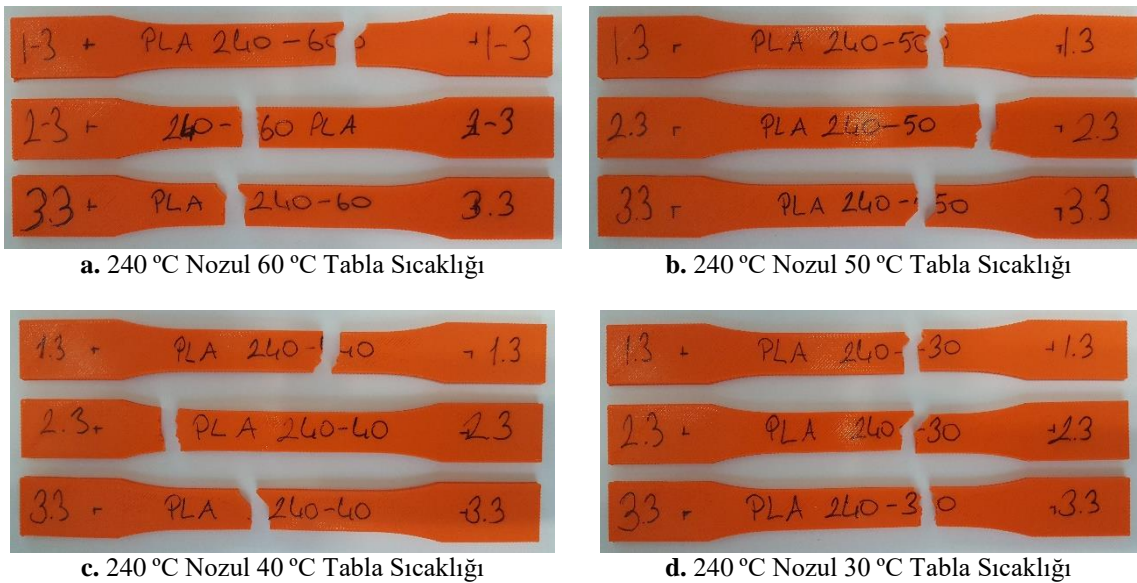 1-3 + PLA 240-60 +1-3
2-3 + 240-60 PLA 2-3
3.3 + PLA 240-60 3.3
a. 240 ºC Nozul 60 ºC Tabla Sıcaklığı
1.3 PLA 240-50 1.3
2.3 PLA 240-50 2.3
3.3 PLA 240-50 3.3
b. 240 ºC Nozul 50 ºC Tabla Sıcaklığı
1.3 PLA 240-40 1.3
2.3 PLA 240-40 2.3
3.3 PLA 240-40 3.3
c. 240 ºC Nozul 40 ºC Tabla Sıcaklığı
1.3 PLA 240-30 1.3
2.3 PLA 240-30 2.3
3.3 PLA 240-30 3.3
d. 240 ºC Nozul 30 ºC Tabla Sıcaklığı